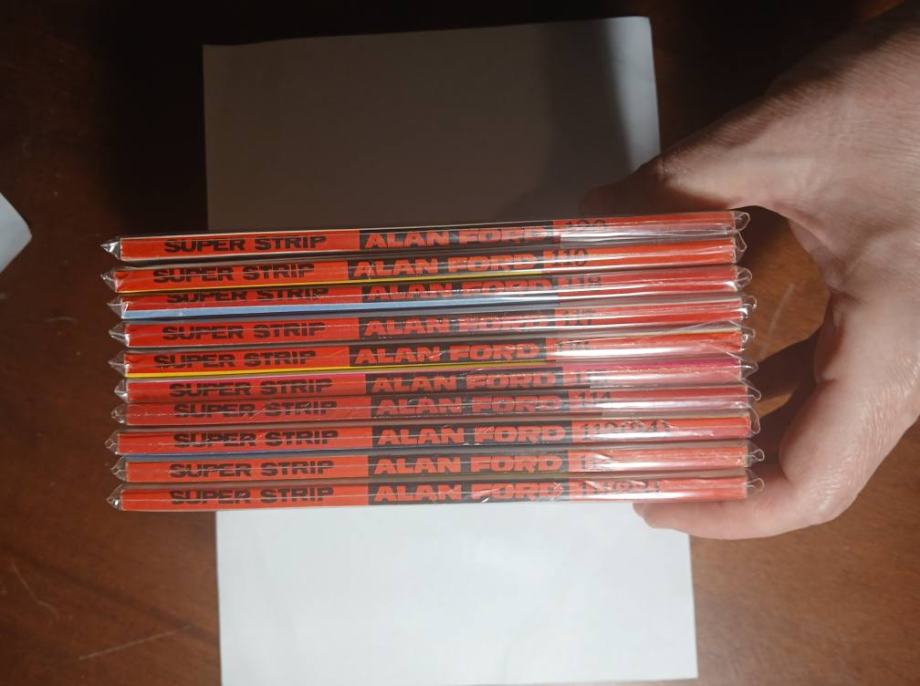 SUPER STRIP ALAN FORD 120
SUPER STRIP ALAN FORD 119
SUPER STRIP ALAN FORD 118
SUPER STRIP ALAN FORD
SUPER STRIP ALAN FORD
SUPER STRIP ALAN FORD
SUPER STRIP ALAN FORD 114
SUPER STRIP ALAN FORD
SUPER STRIP ALAN FORD
SUPER STRIP ALAN FORD